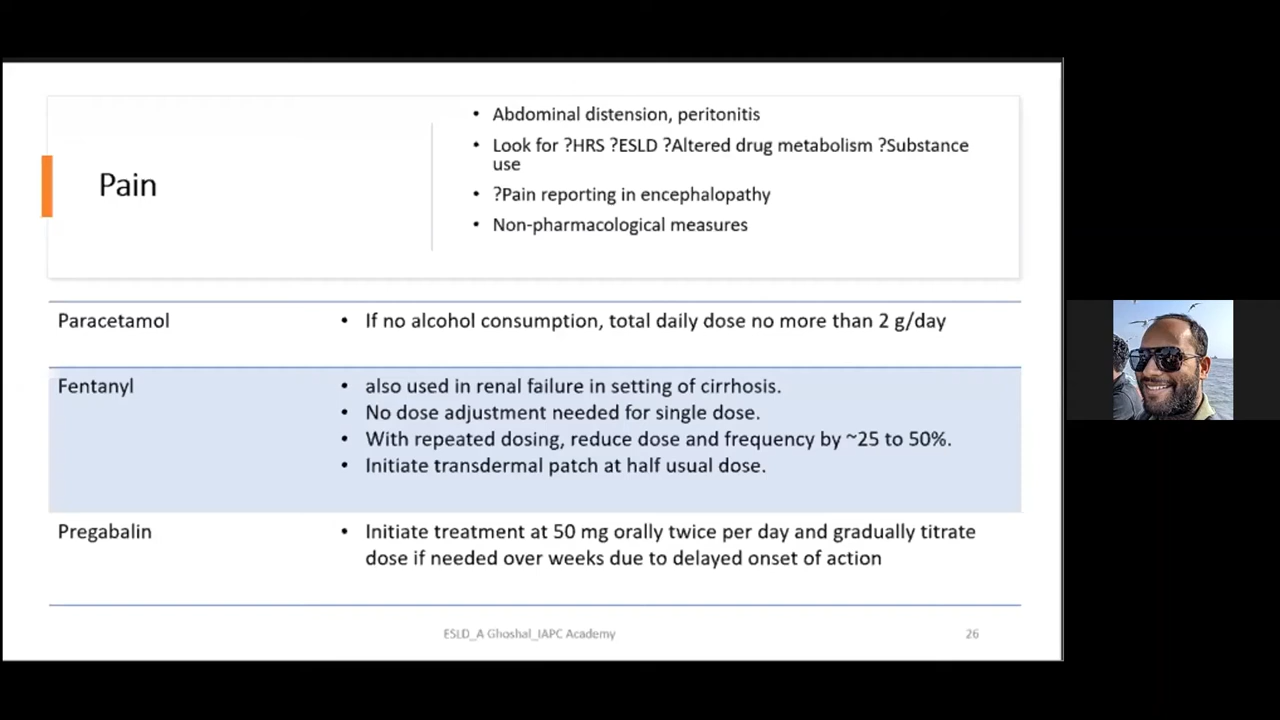 Pain
• Abdominal distension, peritonitis
• Look for ?HRS ?ESLD ?Altered drug metabolism ?Substance
use
• ?Pain reporting in encephalopathy
• Non-pharmacological measures
Paracetamol
• If no alcohol consumption, total daily dose no more than 2 g/day
Fentanyl
• also used in renal failure in setting of cirrhosis.
• No dose adjustment needed for single dose.
• With repeated dosing, reduce dose and frequency by ~25 to 50%.
• Initiate transdermal patch at half usual dose.
Pregabalin
• Initiate treatment at 50 mg orally twice per day and gradually titrate
dose if needed over weeks due to delayed onset of action
ESLD_A Ghoshal_IAPC Academy
26